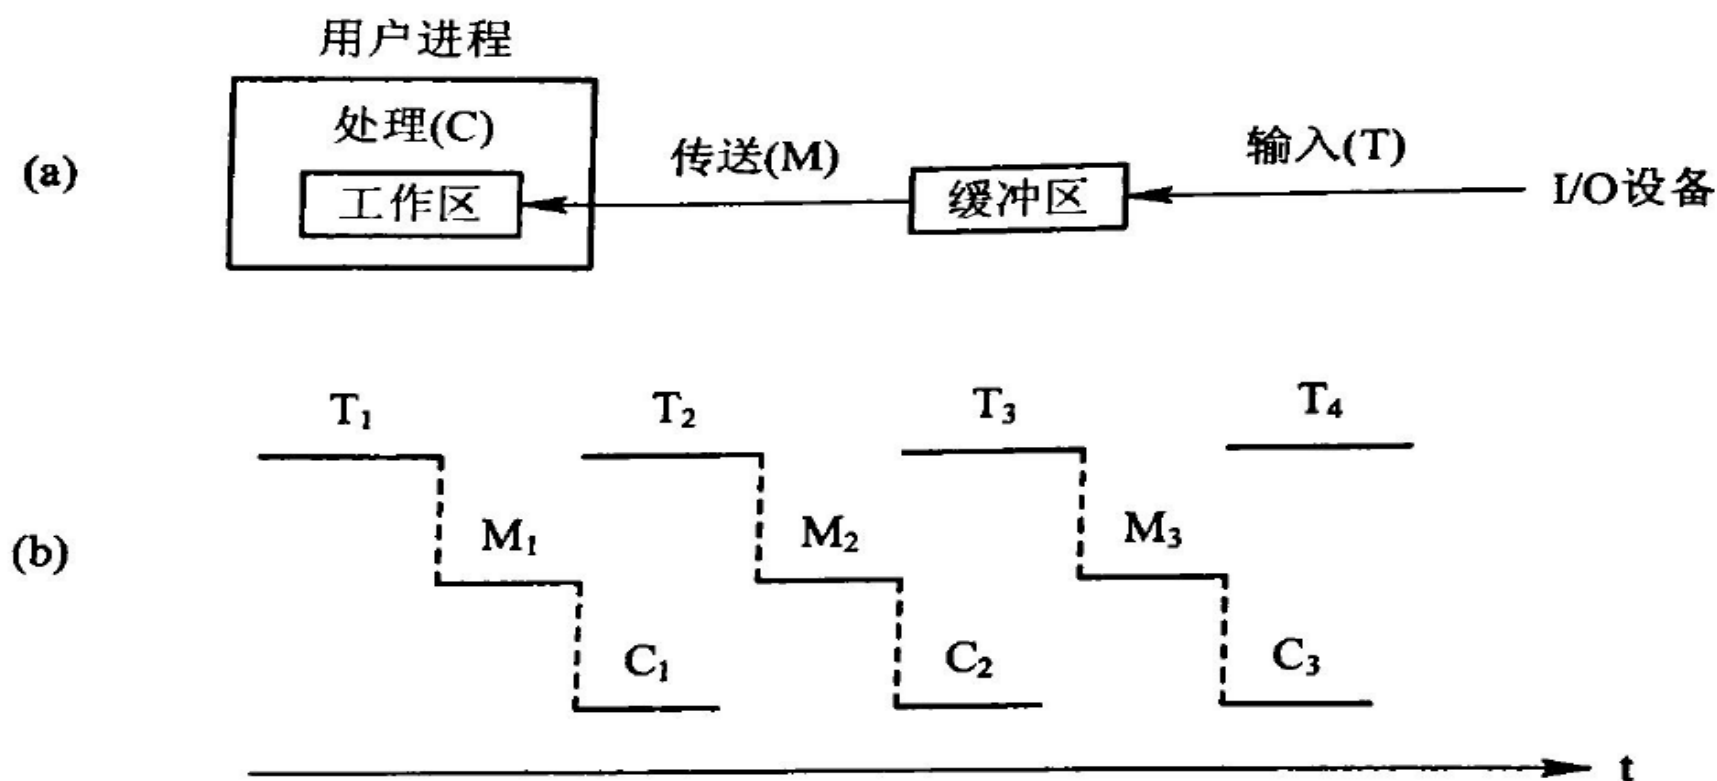 用户进程
处理(C)
工作区
传送(M)
缓冲区
输入(T)
I/O设备
(a)
T₁ T₂ T₃ T₄
M₁ M₂ M₃
(b)
C₁ C₂ C₃
t